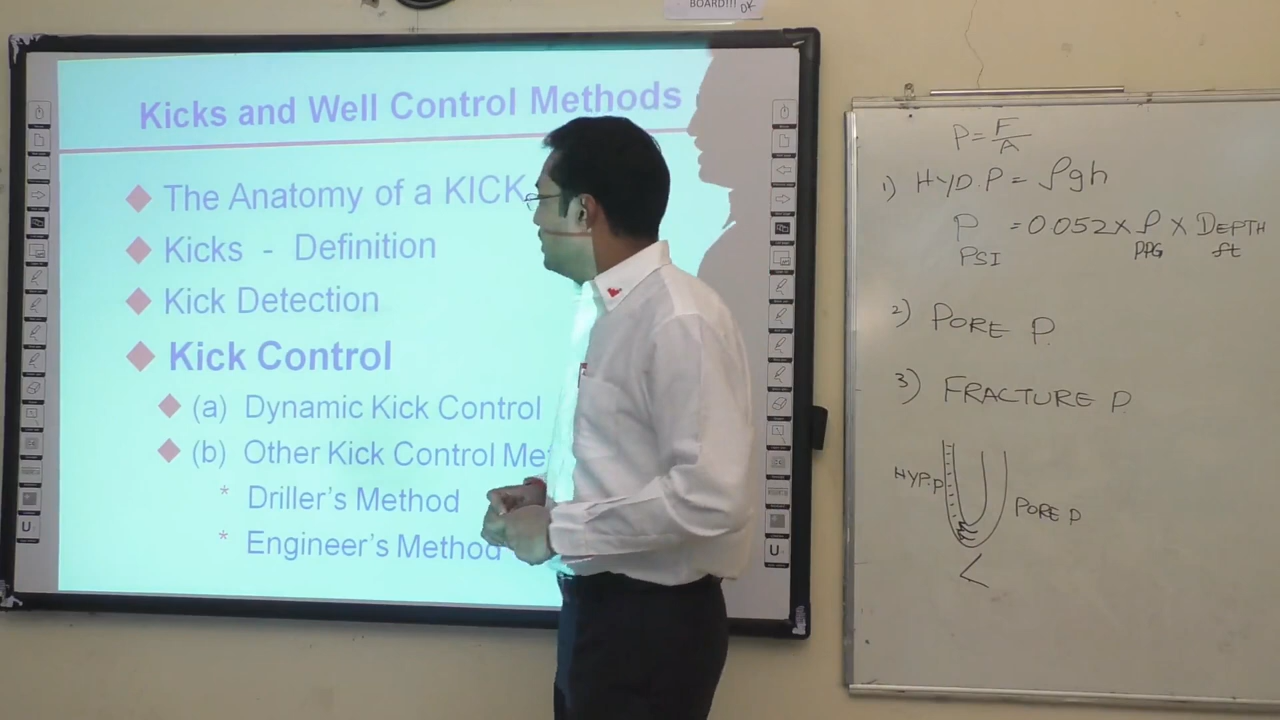 BOARD!!! OK
Kicks and Well Control Methods
The Anatomy of a KICK
Kicks - Definition
Kick Detection
Kick Control
(a) Dynamic Kick Control
(b) Other Kick Control Me
* Driller's Method
* Engineer's Method
U
U
P = F/A
1) HYD. P = ρgh
P = 0.052 x ρ x DEPTH
PSI PPG ft
2) PORE P.
3) FRACTURE P.
HYP.P
PORE P
<